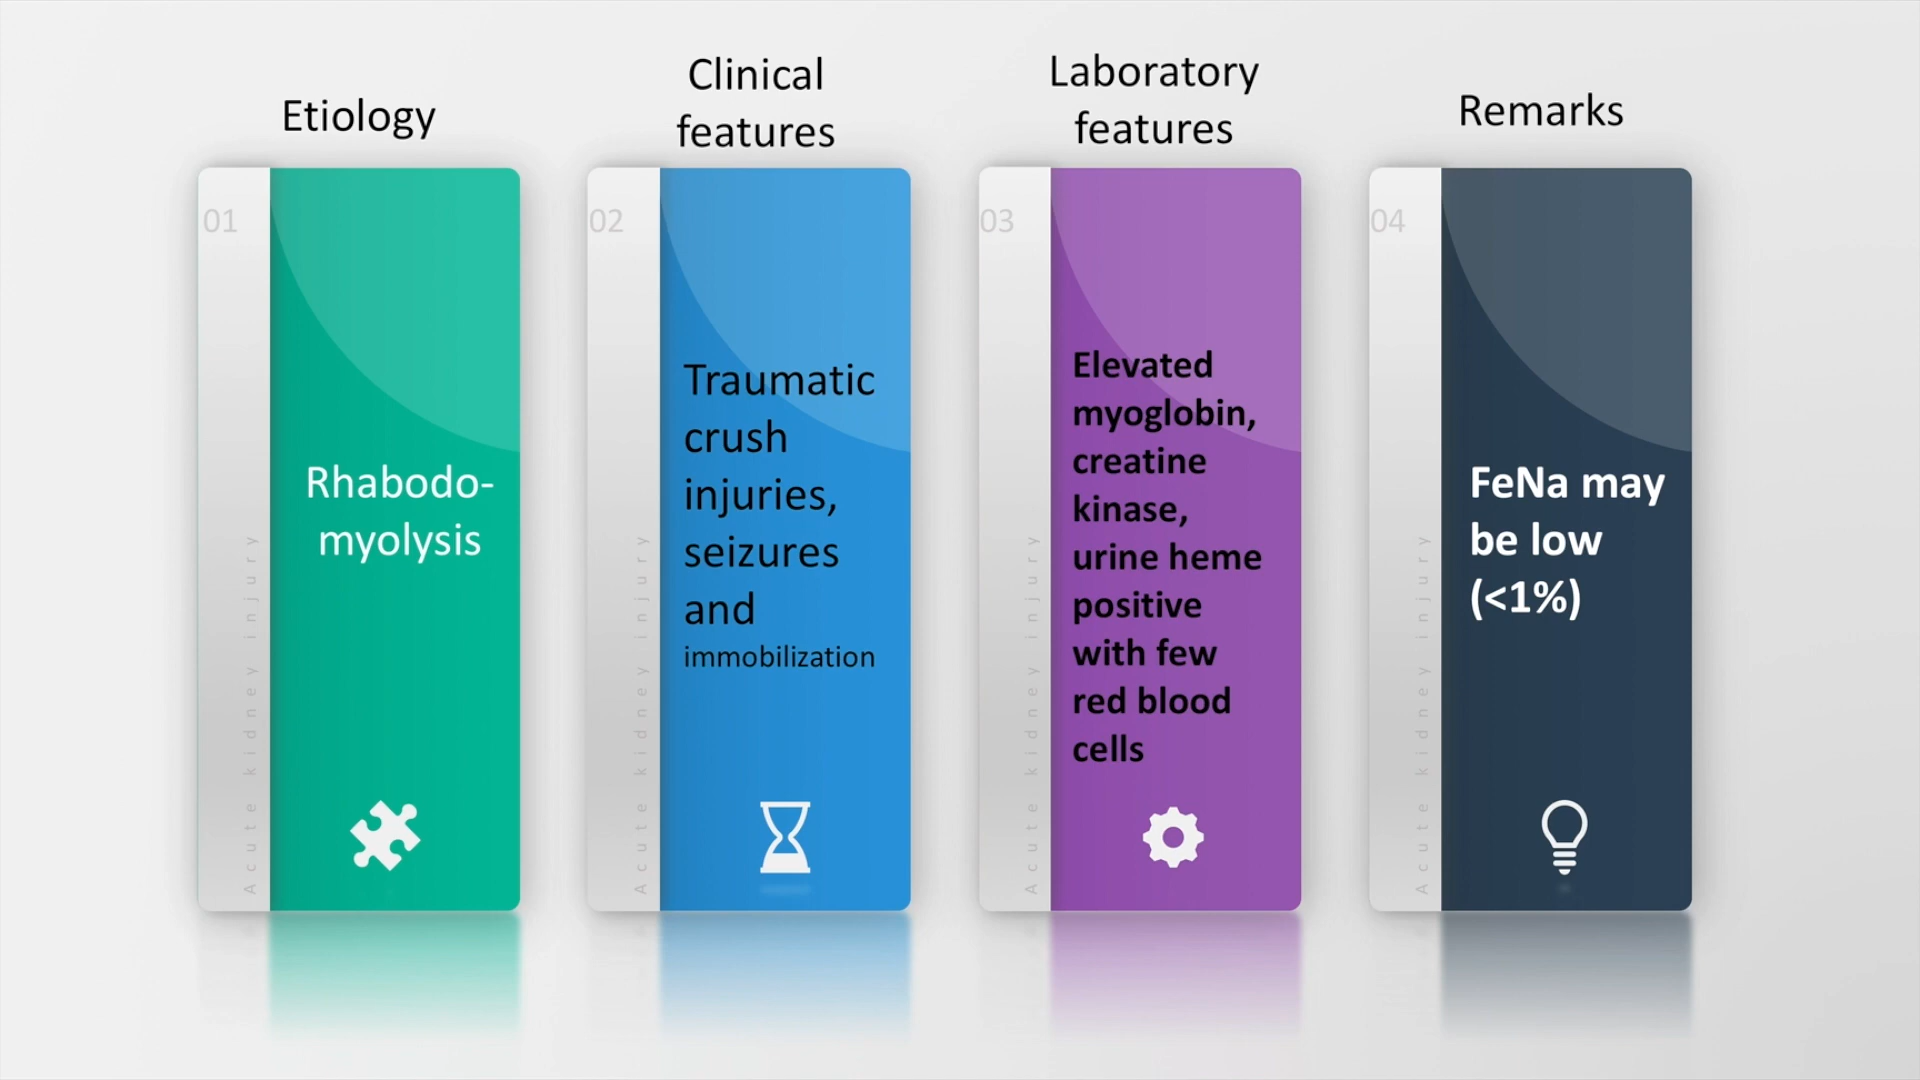 Etiology
Clinical
features
Laboratory
features
Remarks
01
Acute kidney injury
Rhabodo-
myolysis
02
Acute kidney injury
Traumatic
crush
injuries,
seizures
and
immobilization
03
Acute kidney injury
Elevated
myoglobin,
creatine
kinase,
urine heme
positive
with few
red blood
cells
04
Acute kidney injury
FeNa may
be low
(<1%)